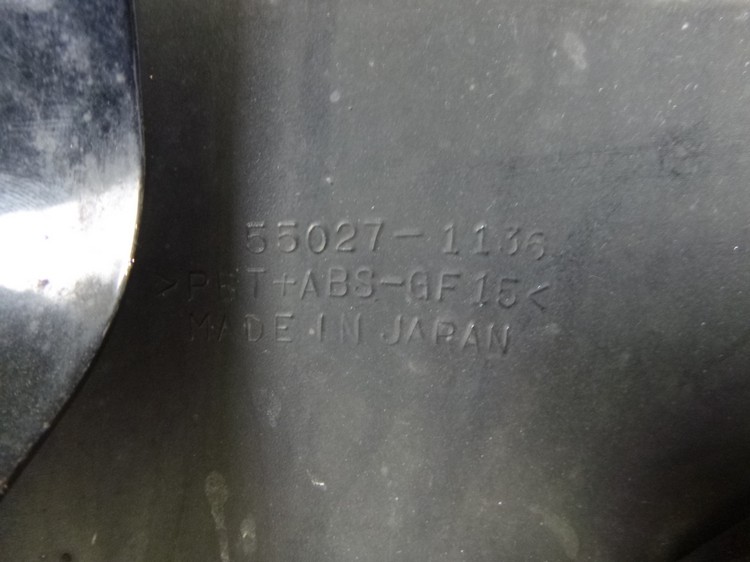 55027-1136
>PBT+ABS-GF15<
MADE IN JAPAN